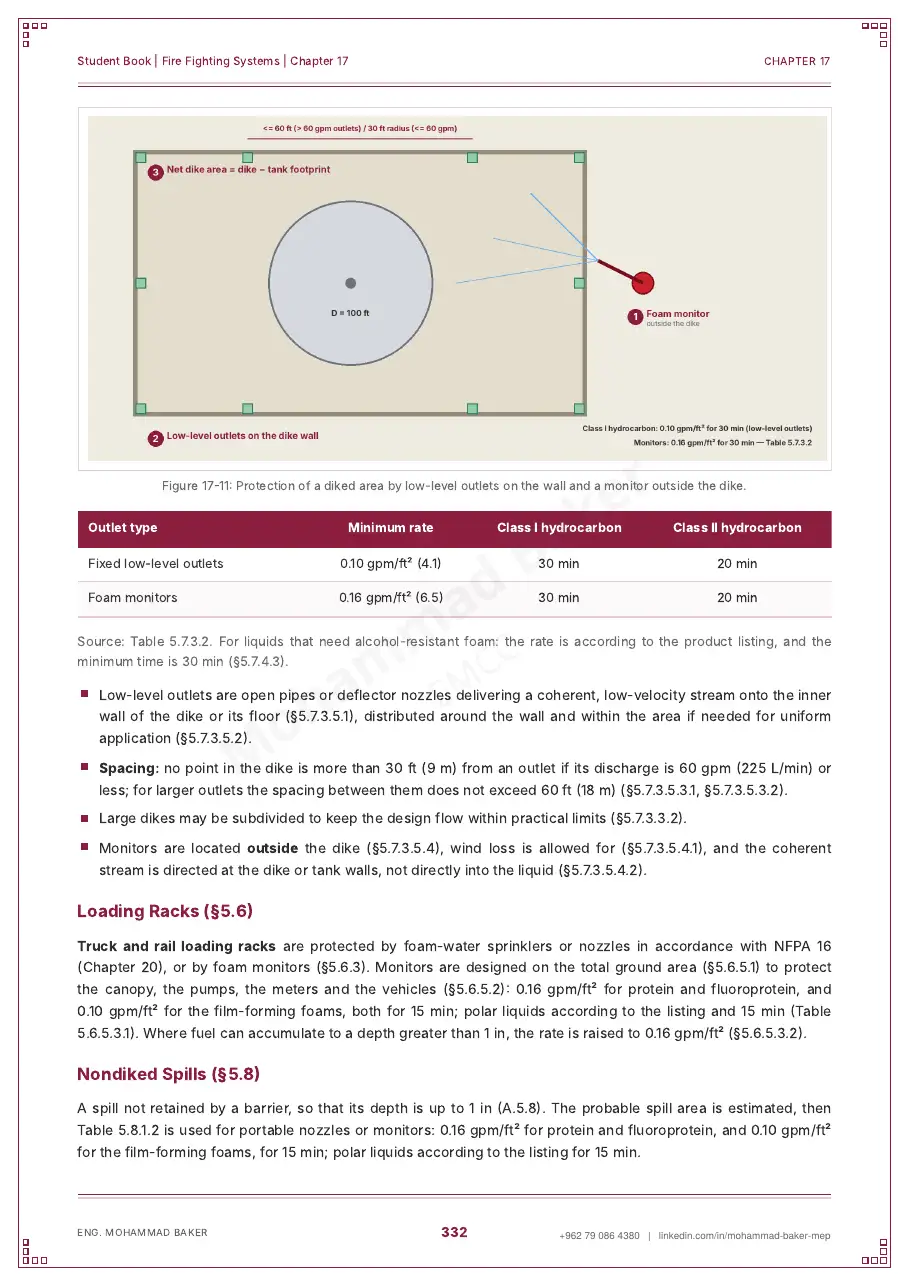 Student Book | Fire Fighting Systems | Chapter 17
CHAPTER 17
<= 60 ft (> 60 gpm outlets) / 30 ft radius (<= 60 gpm)
3 Net dike area = dike − tank footprint
D = 100 ft
1 Foam monitor
outside the dike
2 Low-level outlets on the dike wall
Class I hydrocarbon: 0.10 gpm/ft² for 30 min (low-level outlets)
Monitors: 0.16 gpm/ft² for 30 min — Table 5.7.3.2
Figure 17-11: Protection of a diked area by low-level outlets on the wall and a monitor outside the dike.
Outlet type Minimum rate Class I hydrocarbon Class II hydrocarbon
Fixed low-level outlets 0.10 gpm/ft² (4.1) 30 min 20 min
Foam monitors 0.16 gpm/ft² (6.5) 30 min 20 min
Source: Table 5.7.3.2. For liquids that need alcohol-resistant foam: the rate is according to the product listing, and the
minimum time is 30 min (§5.7.4.3).
Low-level outlets are open pipes or deflector nozzles delivering a coherent, low-velocity stream onto the inner
wall of the dike or its floor (§5.7.3.5.1), distributed around the wall and within the area if needed for uniform
application (§5.7.3.5.2).
Spacing: no point in the dike is more than 30 ft (9 m) from an outlet if its discharge is 60 gpm (225 L/min) or
less; for larger outlets the spacing between them does not exceed 60 ft (18 m) (§5.7.3.5.3.1, §5.7.3.5.3.2).
Large dikes may be subdivided to keep the design flow within practical limits (§5.7.3.3.2).
Monitors are located outside the dike (§5.7.3.5.4), wind loss is allowed for (§5.7.3.5.4.1), and the coherent
stream is directed at the dike or tank walls, not directly into the liquid (§5.7.3.5.4.2).
Loading Racks (§5.6)
Truck and rail loading racks are protected by foam-water sprinklers or nozzles in accordance with NFPA 16
(Chapter 20), or by foam monitors (§5.6.3). Monitors are designed on the total ground area (§5.6.5.1) to protect
the canopy, the pumps, the meters and the vehicles (§5.6.5.2): 0.16 gpm/ft² for protein and fluoroprotein, and
0.10 gpm/ft² for the film-forming foams, both for 15 min; polar liquids according to the listing and 15 min (Table
5.6.5.3.1). Where fuel can accumulate to a depth greater than 1 in, the rate is raised to 0.16 gpm/ft² (§5.6.5.3.2).
Nondiked Spills (§5.8)
A spill not retained by a barrier, so that its depth is up to 1 in (A.5.8). The probable spill area is estimated, then
Table 5.8.1.2 is used for portable nozzles or monitors: 0.16 gpm/ft² for protein and fluoroprotein, and 0.10 gpm/ft²
for the film-forming foams, for 15 min; polar liquids according to the listing for 15 min.
Mohammad Baker
ENG. MOHAMMAD BAKER
332
+962 79 086 4380 | linkedin.com/in/mohammad-baker-mep